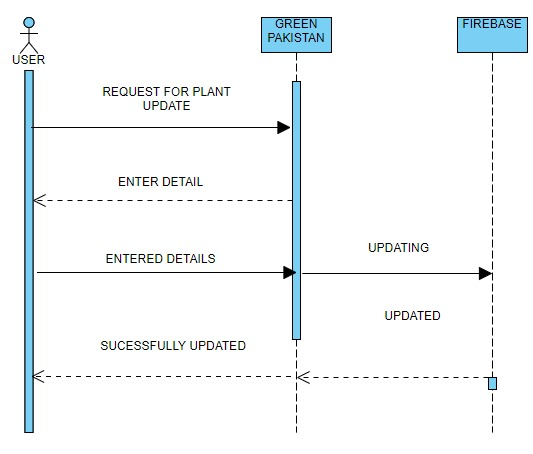 USER
GREEN
PAKISTAN
FIREBASE
REQUEST FOR PLANT
UPDATE
ENTER DETAIL
ENTERED DETAILS
UPDATING
UPDATED
SUCESSFULLY UPDATED